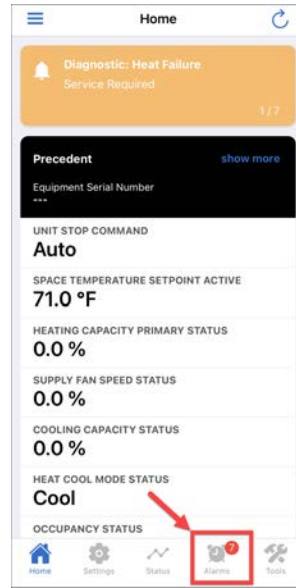 Home
Diagnostic: Heat Failure
Service Required
1/7
Precedent show more
Equipment Serial Number
---
UNIT STOP COMMAND
Auto
SPACE TEMPERATURE SETPOINT ACTIVE
71.0 °F
HEATING CAPACITY PRIMARY STATUS
0.0 %
SUPPLY FAN SPEED STATUS
0.0 %
COOLING CAPACITY STATUS
0.0 %
HEAT COOL MODE STATUS
Cool
OCCUPANCY STATUS
7
Home Settings Status Alarms Tools